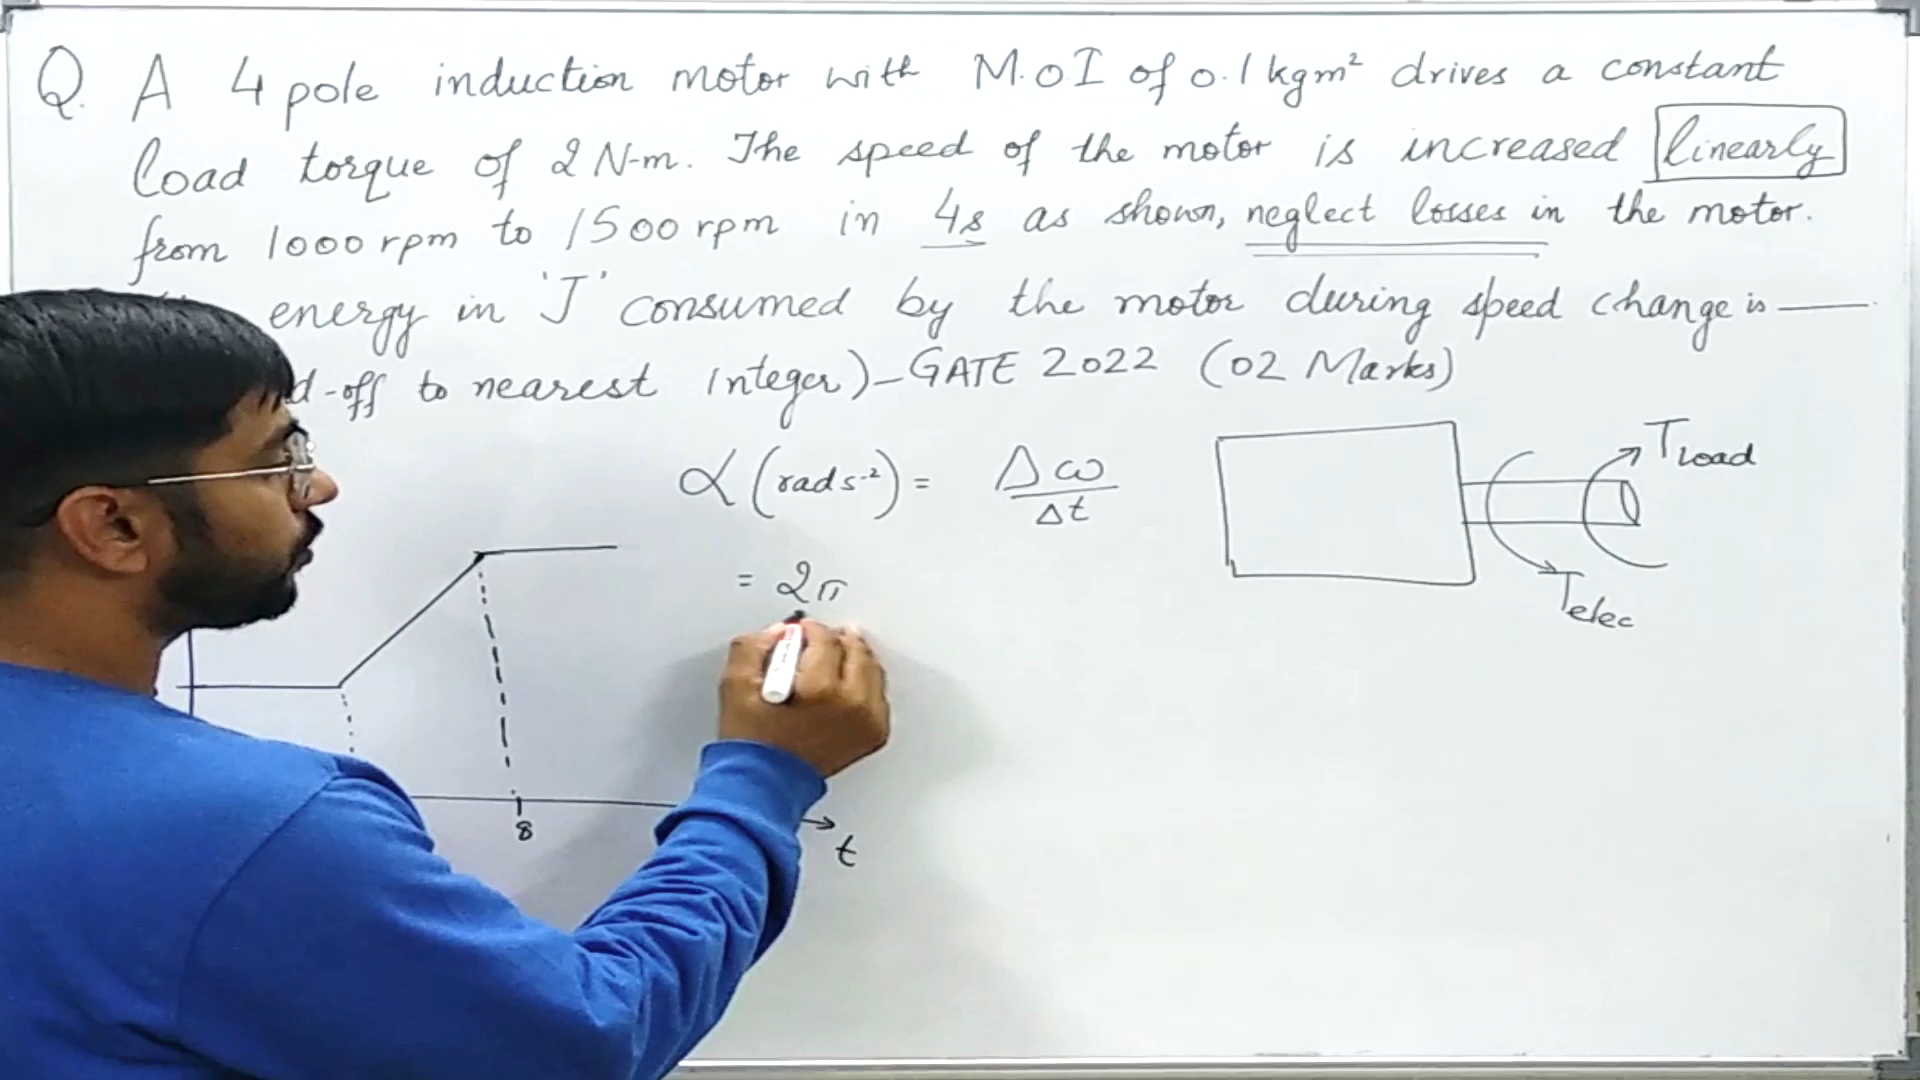 Q. A 4 pole induction motor with M.O.I of 0.1 kgm² drives a constant
load torque of 2 N-m. The speed of the motor is increased linearly
from 1000 rpm to 1500 rpm in 4s as shown, neglect losses in the motor.
energy in 'J' consumed by the motor during speed change is ——
d-off to nearest integer) - GATE 2022 (02 Marks)
α (rad s⁻²) = Δω/Δt
= 2π
T Load
T elec
8
t